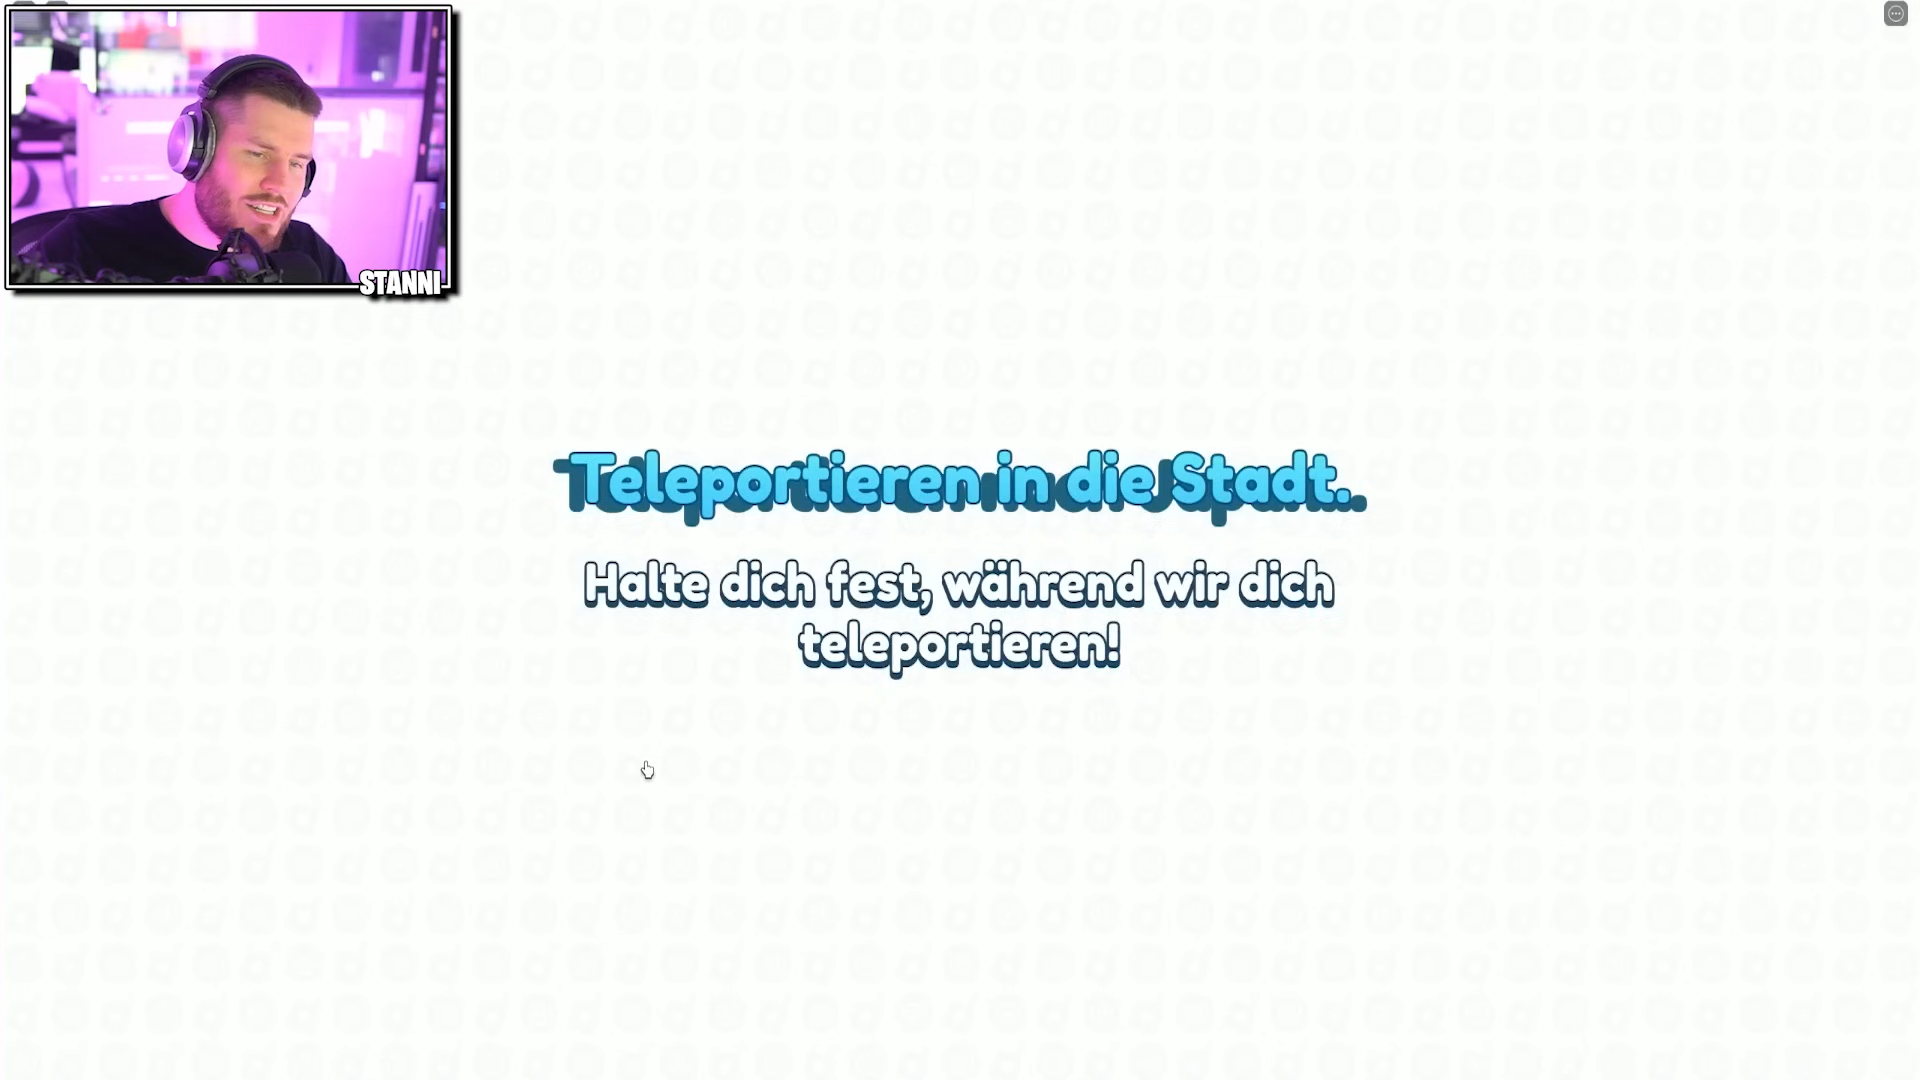 STANNI
Teleportieren in die Stadt..
Halte dich fest, während wir dich
teleportieren!